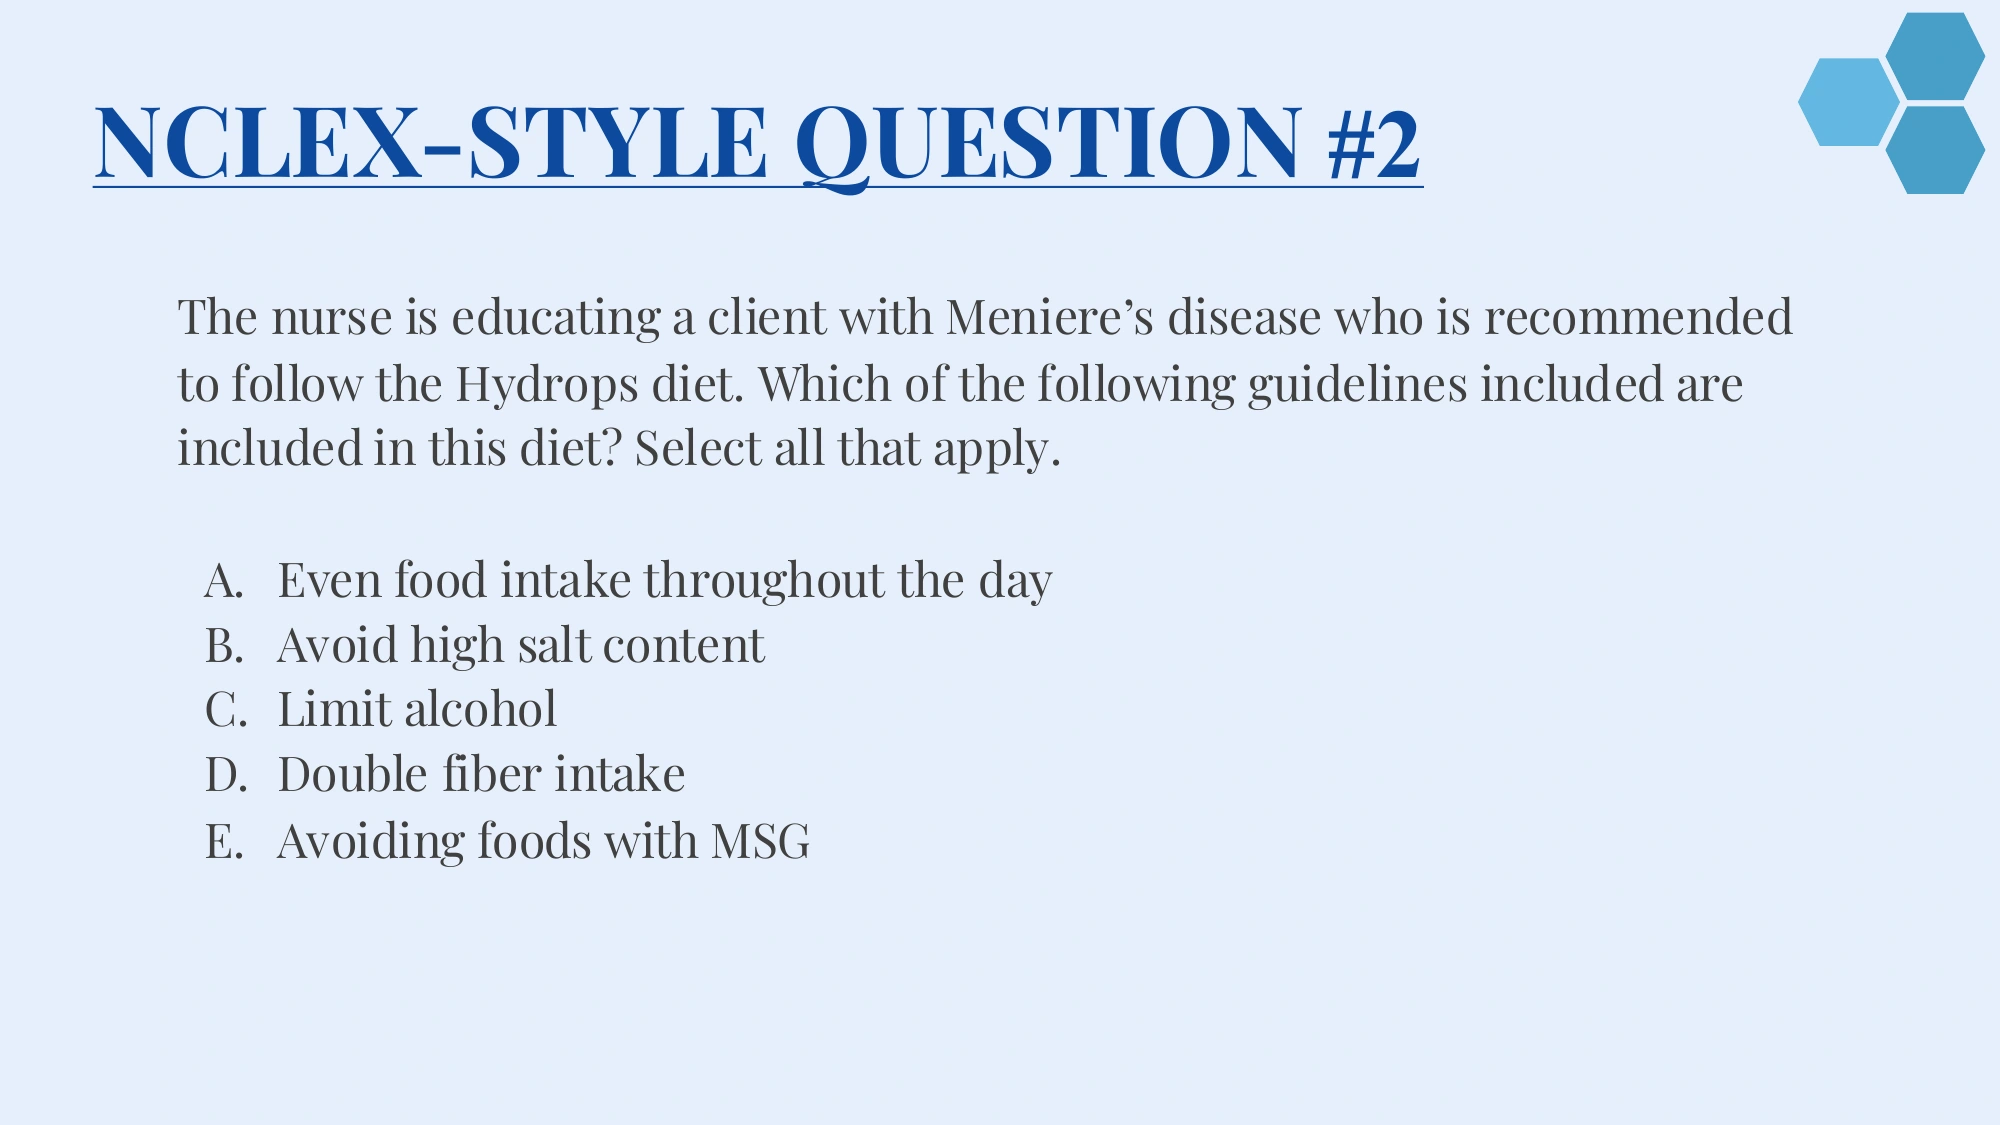 NCLEX-STYLE QUESTION #2
The nurse is educating a client with Meniere’s disease who is recommended
to follow the Hydrops diet. Which of the following guidelines included are
included in this diet? Select all that apply.
A. Even food intake throughout the day
B. Avoid high salt content
C. Limit alcohol
D. Double fiber intake
E. Avoiding foods with MSG